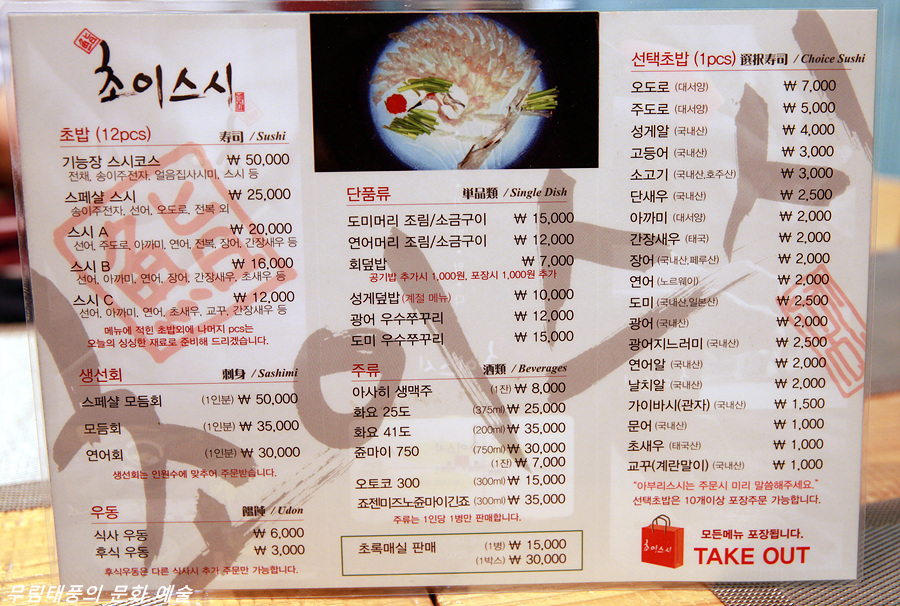 초이스시
초밥 (12pcs) 寿司 / Sushi
기능장 스시코스 ₩ 50,000
전채, 송이주전자, 얼음집사시미, 스시 등
스페샬 스시 ₩ 25,000
송이주전자, 선어, 오도로, 전복 외
스시 A ₩ 20,000
선어, 주도로, 아까미, 연어, 전복, 장어, 간장새우 등
스시 B ₩ 16,000
선어, 아까미, 연어, 장어, 간장새우, 초새우 등
스시 C ₩ 12,000
선어, 아까미, 연어, 초새우, 교꾸, 간장새우 등
메뉴에 적힌 초밥외에 나머지 pcs는
오늘의 싱싱한 재료로 준비해 드리겠습니다.
생선회 刺身 / Sashimi
스페샬 모듬회 (1인분) ₩ 50,000
모듬회 (1인분) ₩ 35,000
연어회 (1인분) ₩ 30,000
생선회는 인원수에 맞추어 주문받습니다.
우동 / Udon
식사 우동 ₩ 6,000
후식 우동 ₩ 3,000
후식우동은 다른 식사시 추가 주문만 가능합니다.
단품류 単品類 / Single Dish
도미머리 조림/소금구이 ₩ 15,000
연어머리 조림/소금구이 ₩ 12,000
회덮밥 ₩ 7,000
공기밥 추가시 1,000원, 포장시 1,000원 추가
성게덮밥(계절 메뉴) ₩ 10,000
광어 우수쯔꾸리 ₩ 12,000
도미 우수쯔꾸리 ₩ 15,000
주류 酒類 / Beverages
아사히 생맥주 (1잔) ₩ 8,000
화요 25도 (375ml) ₩ 25,000
화요 41도 (200ml) ₩ 35,000
쥰마이 750 (750ml) ₩ 30,000
(1잔) ₩ 7,000
오토코 300 (300ml) ₩ 15,000
죠젠미즈노쥰마이긴죠 (300ml) ₩ 35,000
주류는 1인당 1병만 판매합니다.
초록매실 판매 (1병) ₩ 15,000
(1박스) ₩ 30,000
선택초밥 (1pcs) 選択寿司 / Choice Sushi
오도로 (대서양) ₩ 7,000
주도로 (대서양) ₩ 5,000
성게알 (국내산) ₩ 4,000
고등어 (국내산) ₩ 3,000
소고기 (국내산,호주산) ₩ 3,000
단새우 (국내산) ₩ 2,500
아까미 (대서양) ₩ 2,000
간장새우 (태국) ₩ 2,000
장어 (국내산,페루산) ₩ 2,000
연어 (노르웨이) ₩ 2,000
도미 (국내산,일본산) ₩ 2,500
광어 (국내산) ₩ 2,000
광어지느러미 (국내산) ₩ 2,500
연어알 (국내산) ₩ 2,000
날치알 (국내산) ₩ 2,000
가이바시(관자) (국내산) ₩ 1,500
문어 (국내산) ₩ 1,000
초새우 (태국산) ₩ 1,000
교꾸(계란말이) (국내산) ₩ 1,000
"아부리스시는 주문시 미리 말씀해주세요."
선택초밥은 10개이상 포장주문 가능합니다.
초이스시
모든메뉴 포장됩니다.
TAKE OUT
무림태풍의 문화 예술